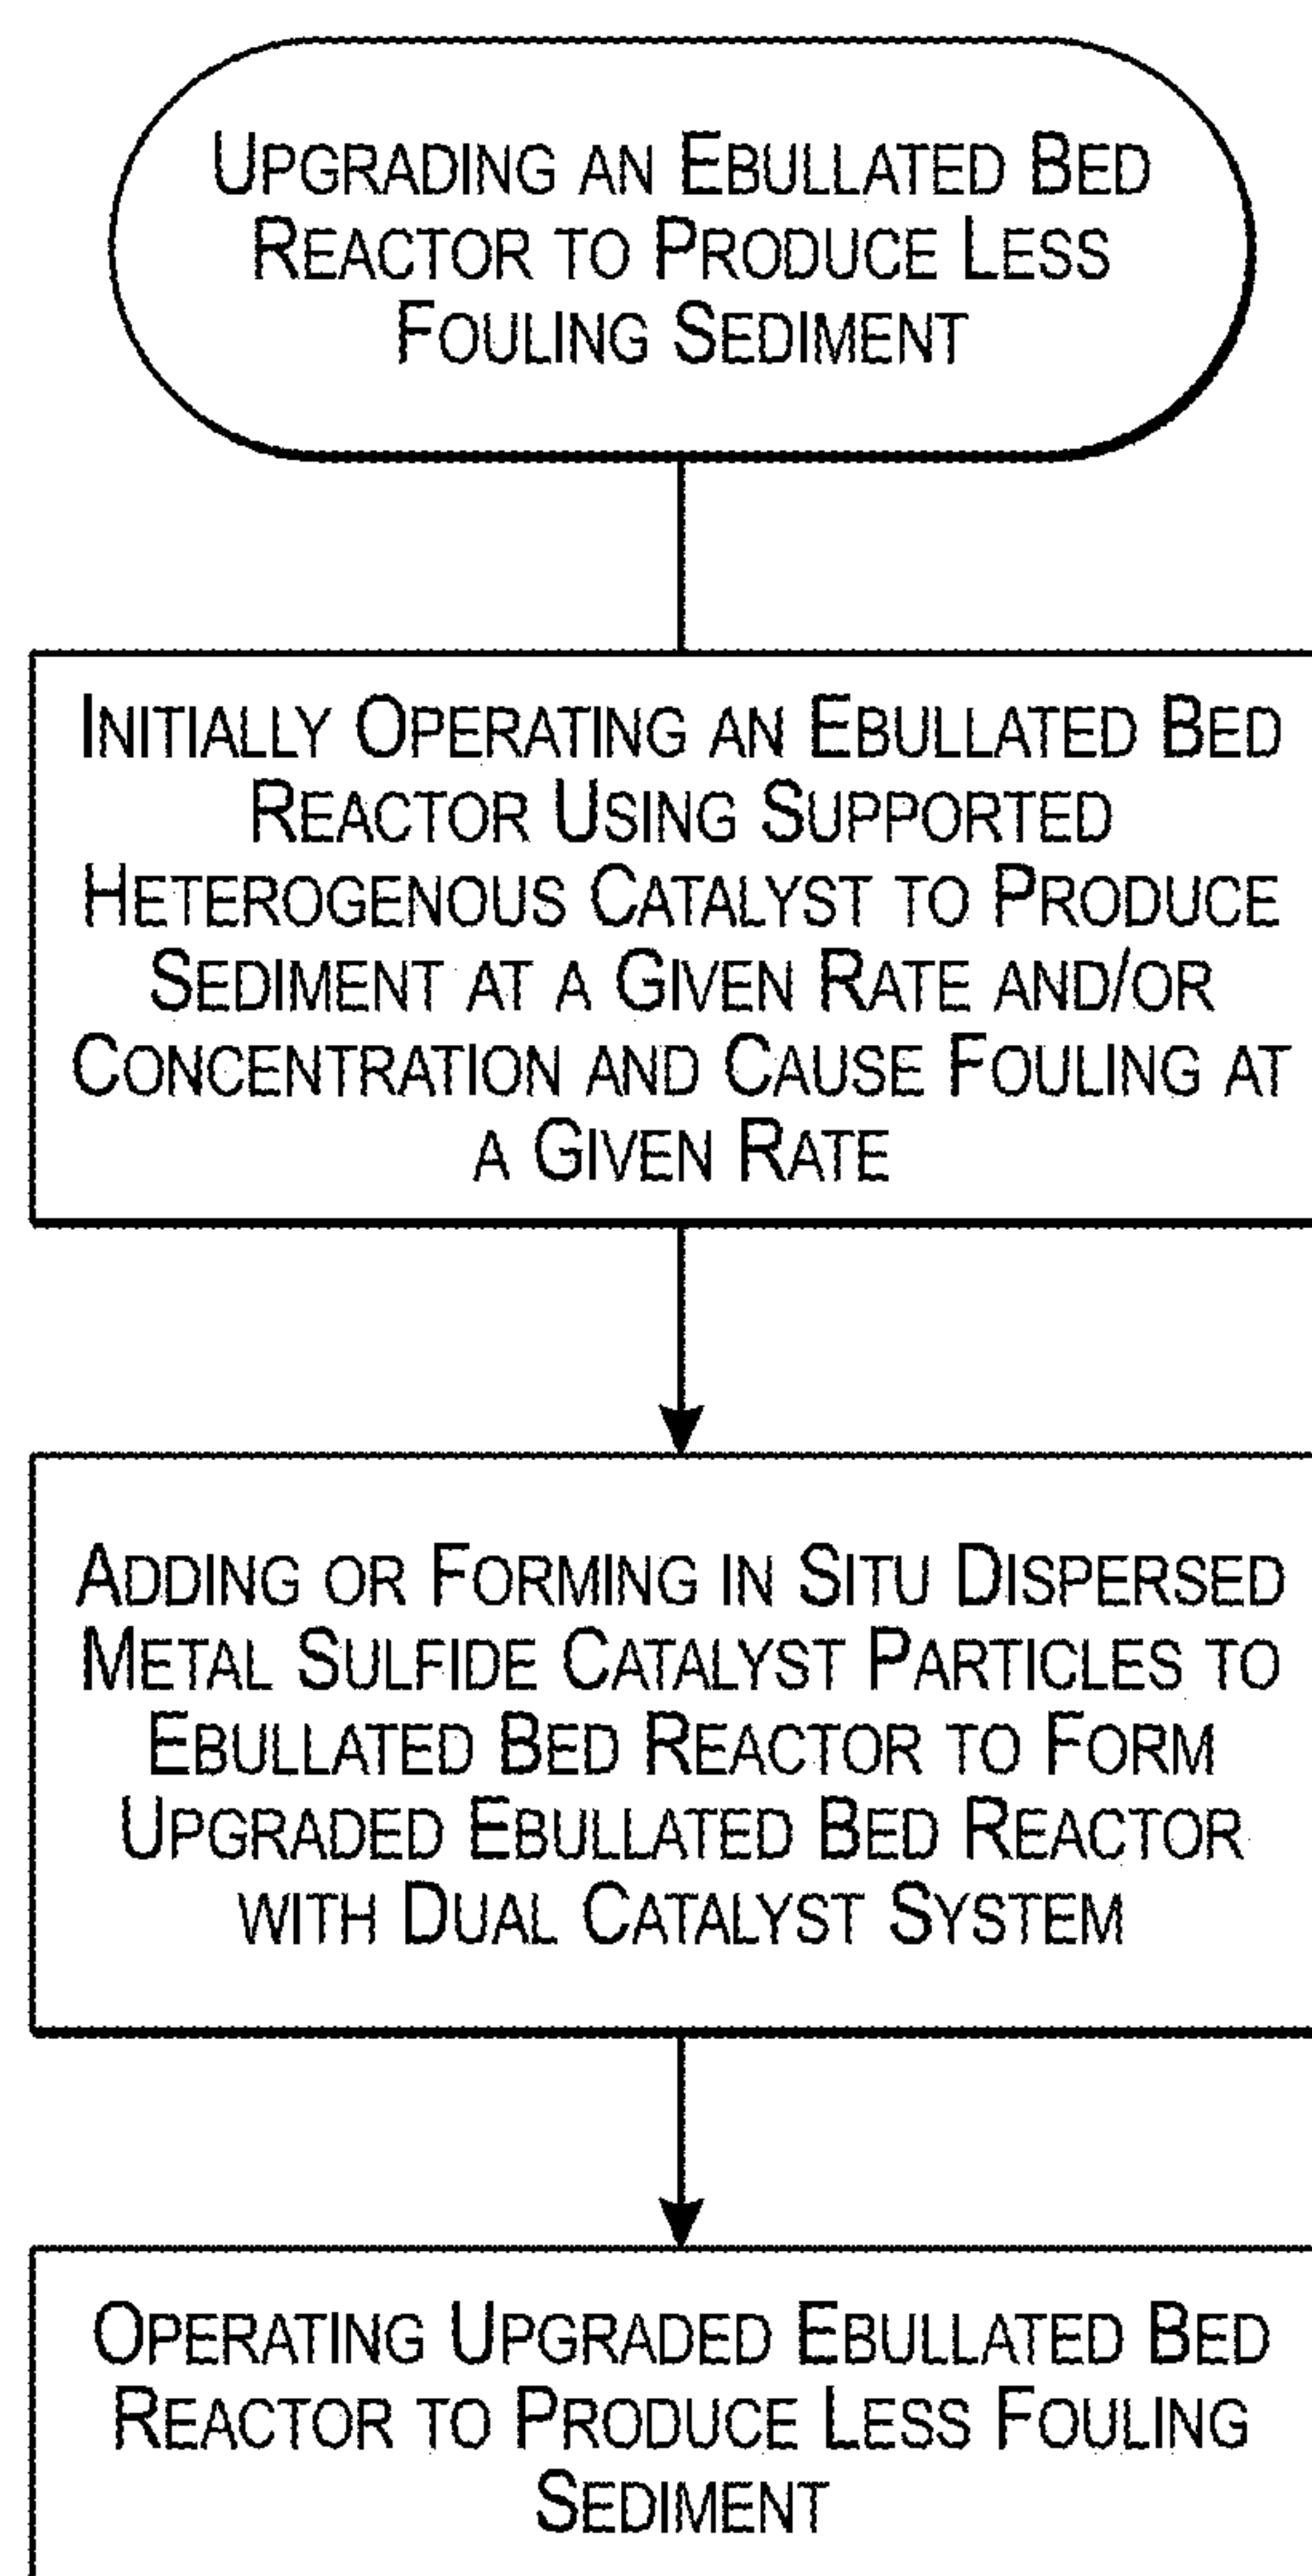 UPGRADING AN EBULLATED BED
REACTOR TO PRODUCE LESS
FOULING SEDIMENT
INITIALLY OPERATING AN EBULLATED BED
REACTOR USING SUPPORTED
HETEROGENOUS CATALYST TO PRODUCE
SEDIMENT AT A GIVEN RATE AND/OR
CONCENTRATION AND CAUSE FOULING AT
A GIVEN RATE
ADDING OR FORMING IN SITU DISPERSED
METAL SULFIDE CATALYST PARTICLES TO
EBULLATED BED REACTOR TO FORM
UPGRADED EBULLATED BED REACTOR
WITH DUAL CATALYST SYSTEM
OPERATING UPGRADED EBULLATED BED
REACTOR TO PRODUCE LESS FOULING
SEDIMENT